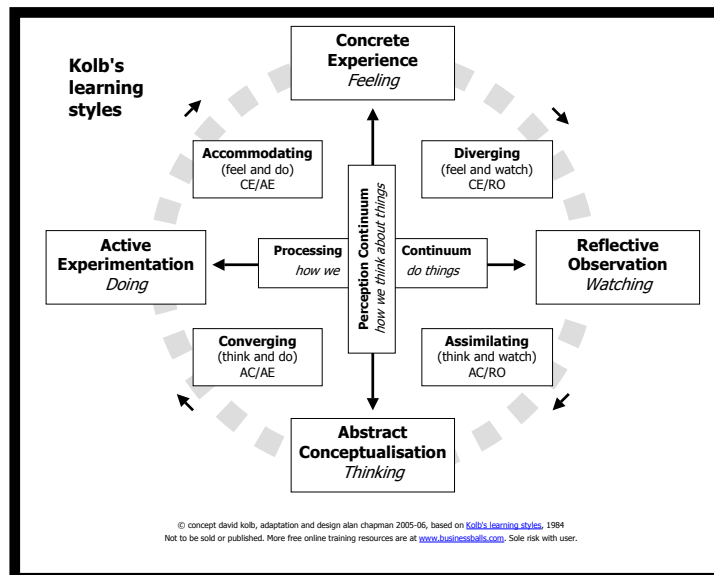 Kolb's
learning
styles
Concrete
Experience
Feeling
Accommodating
(feel and do)
CE/AE
Diverging
(feel and watch)
CE/RO
Active
Experimentation
Doing
Processing
how we
Perception Continuum
how we think about things
Continuum
do things
Reflective
Observation
Watching
Converging
(think and do)
AC/AE
Assimilating
(think and watch)
AC/RO
Abstract
Conceptualisation
Thinking
© concept david kolb, adaptation and design alan chapman 2005-06, based on Kolb's learning styles, 1984
Not to be sold or published. More free online training resources are at www.businessballs.com. Sole risk with user.